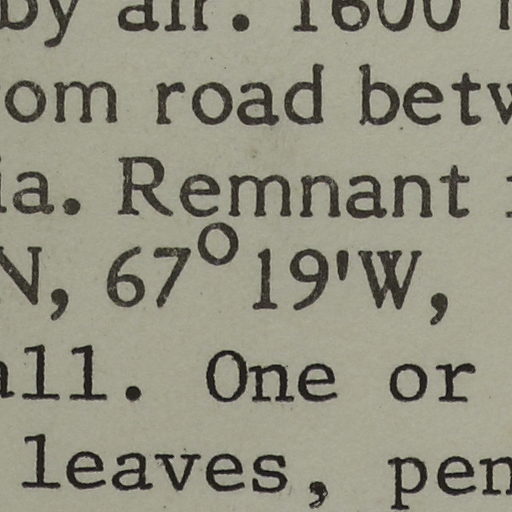 by air. 1600
om road betw
ia. Remnant
N, 67°19'W,
all. One or
leaves, pen